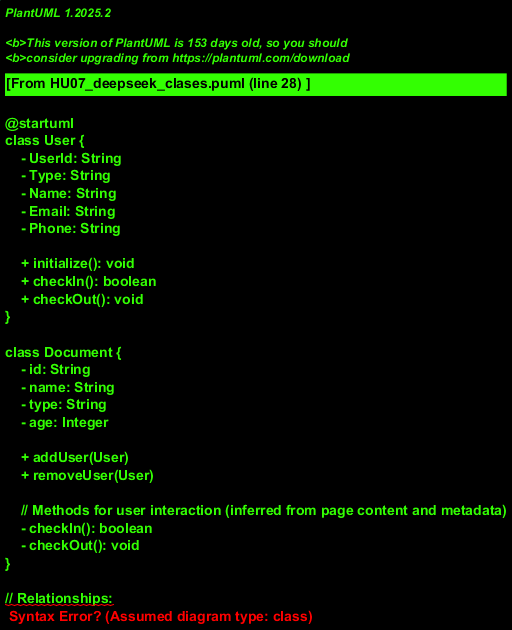 PlantUML 1.2025.2
<b>This version of PlantUML is 153 days old, so you should
<b>consider upgrading from https://plantuml.com/download
[From HU07_deepseek_clases.puml (line 28) ]
@startuml
class User {
- UserId: String
- Type: String
- Name: String
- Email: String
- Phone: String
+ initialize(): void
+ checkIn(): boolean
+ checkOut(): void
}
class Document {
- id: String
- name: String
- type: String
- age: Integer
+ addUser(User)
+ removeUser(User)
// Methods for user interaction (inferred from page content and metadata)
- checkIn(): boolean
- checkOut(): void
}
// Relationships:
Syntax Error? (Assumed diagram type: class)